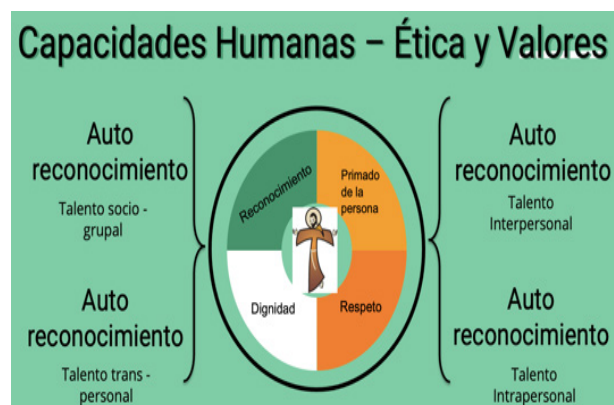 Capacidades Humanas – Ética y Valores
Auto
reconocimiento
Talento socio -
grupal
Auto
reconocimiento
Talento trans -
personal
Reconocimiento
Primado
de la
persona
Dignidad
Respeto
Auto
reconocimiento
Talento
Interpersonal
Auto
reconocimiento
Talento
Intrapersonal